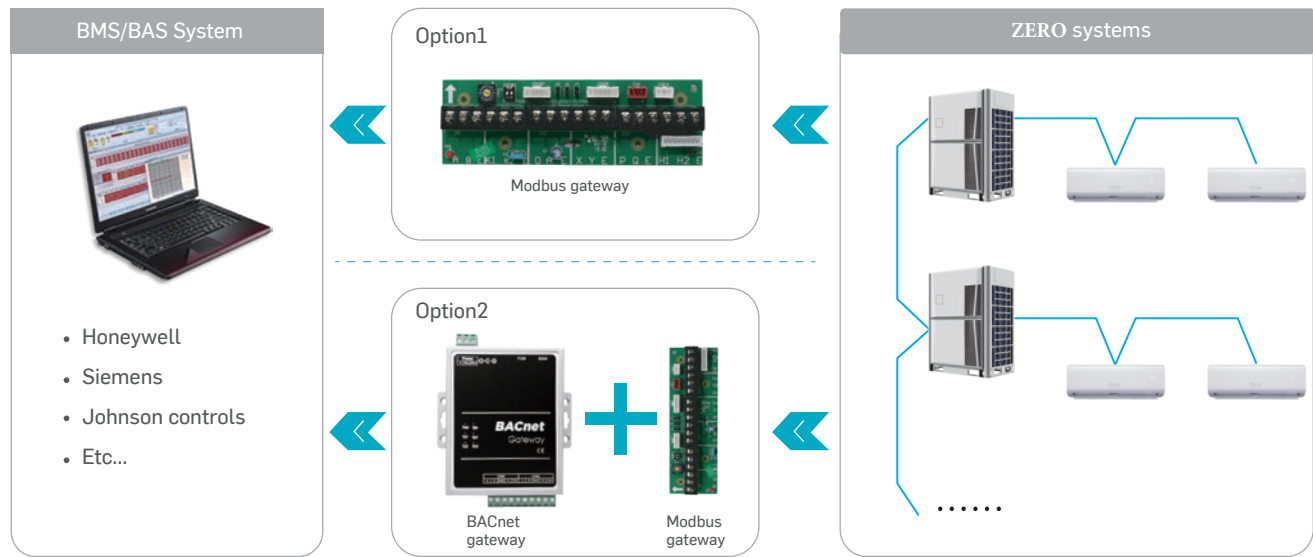 BMS/BAS System
Honeywell
Siemens
Johnson controls
Etc...
Option1
Modbus gateway
Option2
BACnet
Gateway
BACnet
gateway
Modbus
gateway
ZERO systems
......